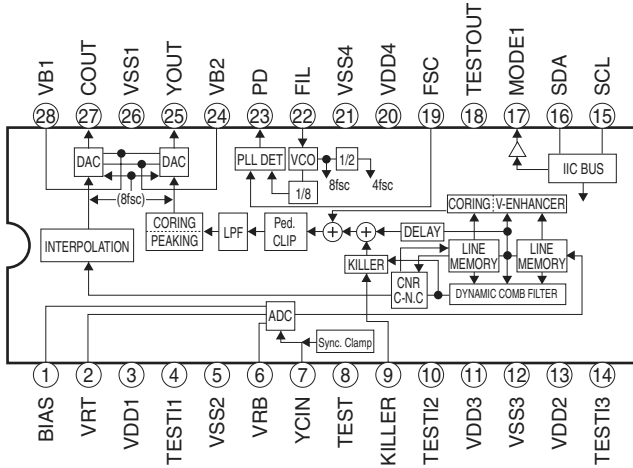 VB1
COUT
VSS1
YOUT
VB2
PD
FIL
VSS4
VDD4
FSC
TESTOUT
MODE1
SDA
SCL
28
27
26
25
24
23
22
21
20
19
18
17
16
15
DAC
DAC
(8fsc)
PLL DET
VCO
1/2
1/8
8fsc
4fsc
IIC BUS
INTERPOLATION
CORING
PEAKING
LPF
Ped.
CLIP
+
+
DELAY
KILLER
CORING
V-ENHANCER
LINE
MEMORY
LINE
MEMORY
CNR
C-N.C
DYNAMIC COMB FILTER
ADC
Sync. Clamp
1
2
3
4
5
6
7
8
9
10
11
12
13
14
BIAS
VRT
VDD1
TESTI1
VSS2
VRB
YCIN
TEST
KILLER
TESTI2
VDD3
VSS3
VDD2
TESTI3